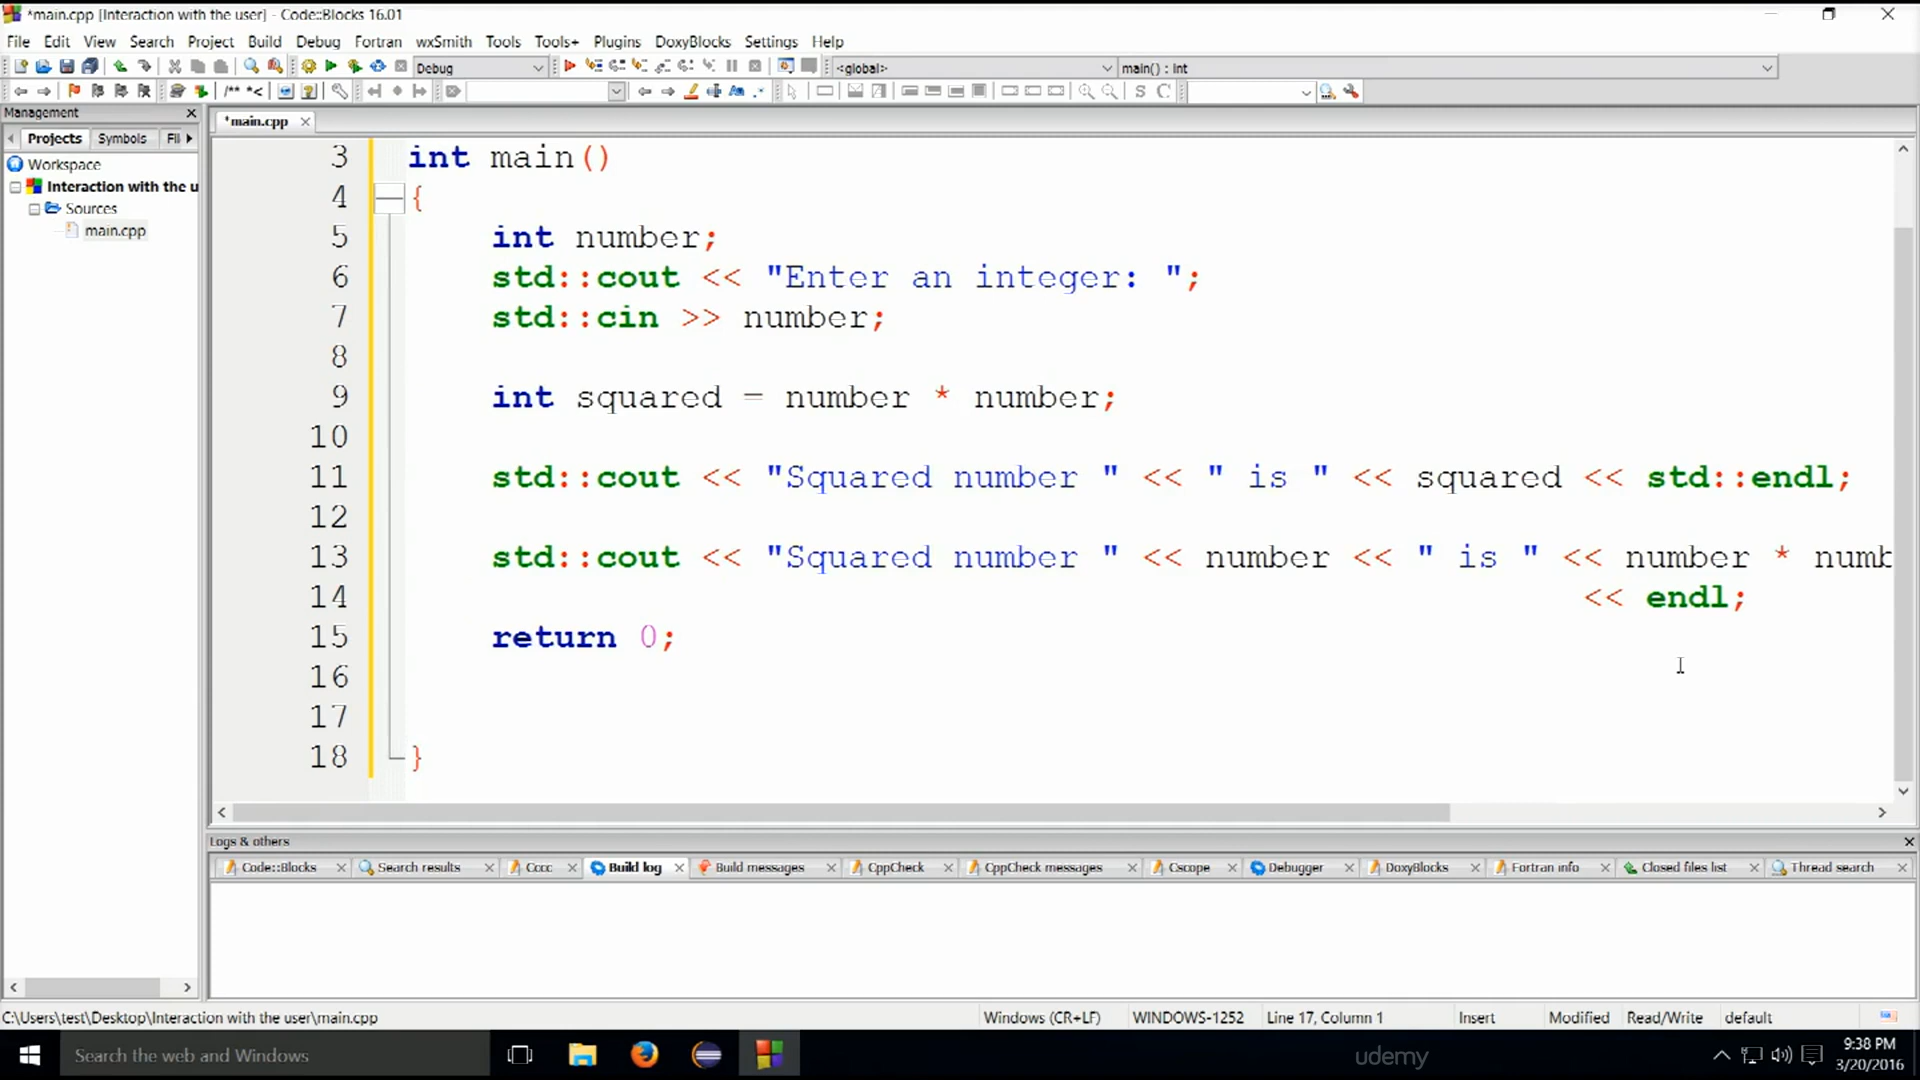 *main.cpp [Interaction with the user] - Code::Blocks 16.01
File Edit View Search Project Build Debug Fortran wxSmith Tools Tools+ Plugins DoxyBlocks Settings Help
Debug <global> main() : int
/** *< S C
Management
*main.cpp
Projects Symbols Fil
Workspace
Interaction with the u
Sources
main.cpp
3 int main()
4 {
5 int number;
6 std::cout << "Enter an integer: ";
7 std::cin >> number;
8
9 int squared = number * number;
10
11 std::cout << "Squared number " << " is " << squared << std::endl;
12
13 std::cout << "Squared number " << number << " is " << number * numb
14 << endl;
15 return 0;
16
17
18 }
Logs & others
Code::Blocks Search results Cccc Build log Build messages CppCheck CppCheck messages Cscope Debugger DoxyBlocks Fortran info Closed files list Thread search
C:\Users\test\Desktop\Interaction with the user\main.cpp Windows (CR+LF) WINDOWS-1252 Line 17, Column 1 Insert Modified Read/Write default
Search the web and Windows
udemy
9:38 PM
3/20/2016